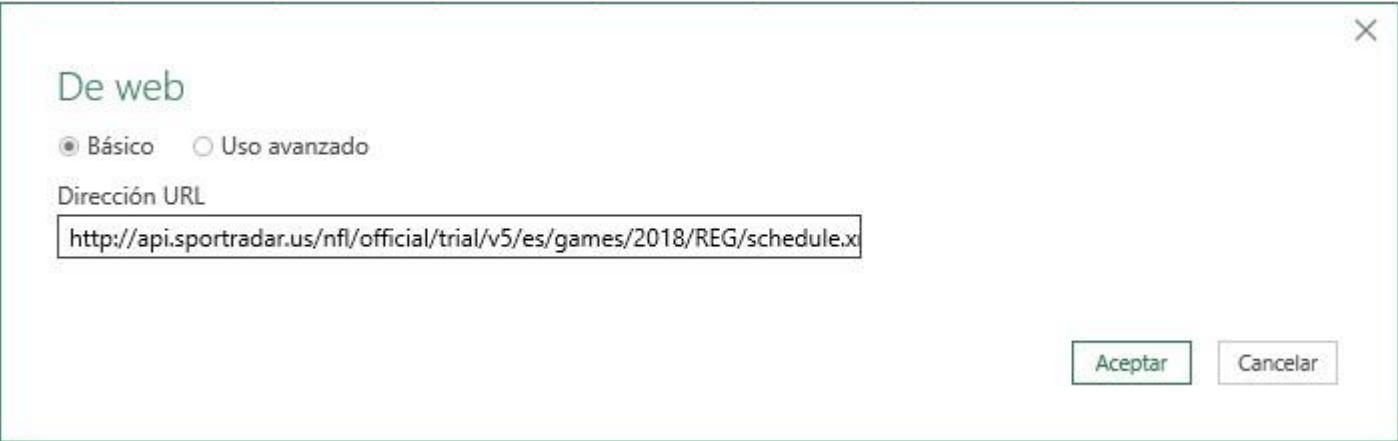 De web
Básico Uso avanzado
Dirección URL
http://api.sportradar.us/nfl/official/trial/v5/es/games/2018/REG/schedule.x
Aceptar Cancelar